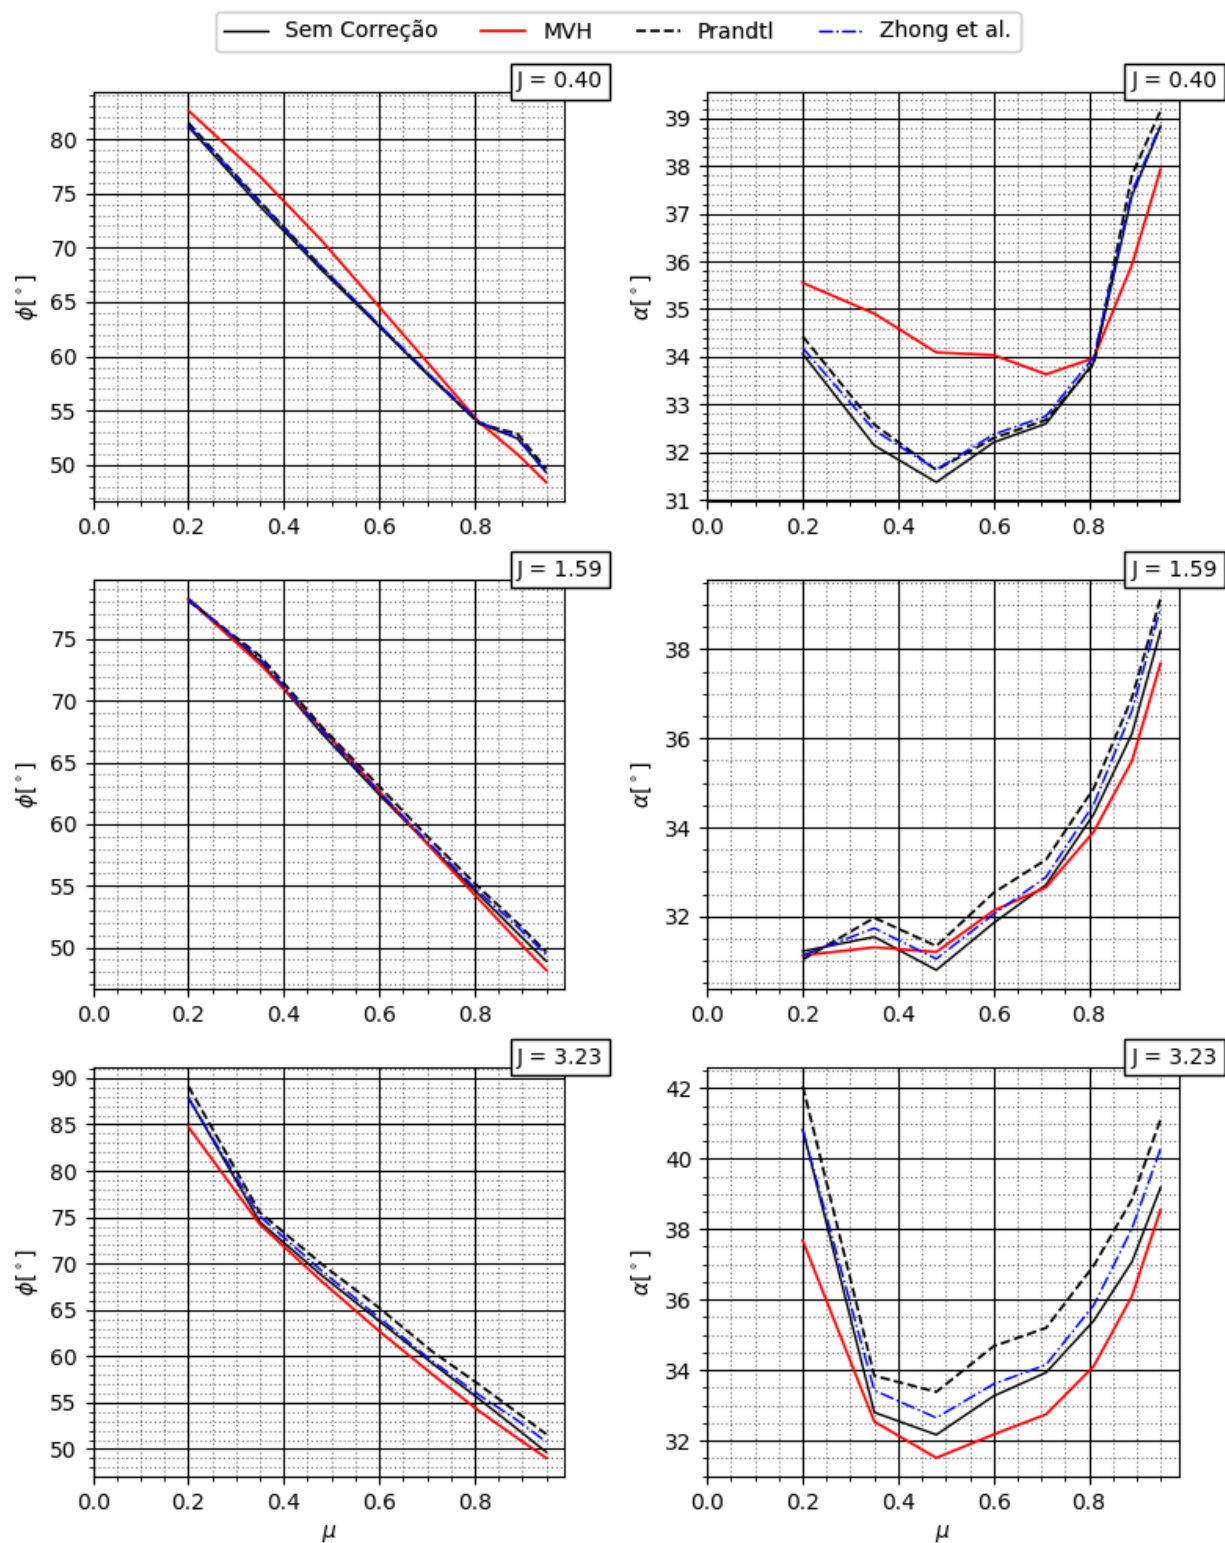 Sem Correção MVH Prandtl Zhong et al.
J = 0.40 J = 0.40
80
75
70
65
60
55
50
ϕ[°]
0.0 0.2 0.4 0.6 0.8
39
38
37
36
35
34
33
32
31
α[°]
0.0 0.2 0.4 0.6 0.8
J = 1.59 J = 1.59
75
70
65
60
55
50
ϕ[°]
0.0 0.2 0.4 0.6 0.8
38
36
34
32
α[°]
0.0 0.2 0.4 0.6 0.8
J = 3.23 J = 3.23
90
85
80
75
70
65
60
55
50
ϕ[°]
0.0 0.2 0.4 0.6 0.8
μ
42
40
38
36
34
32
α[°]
0.0 0.2 0.4 0.6 0.8
μ